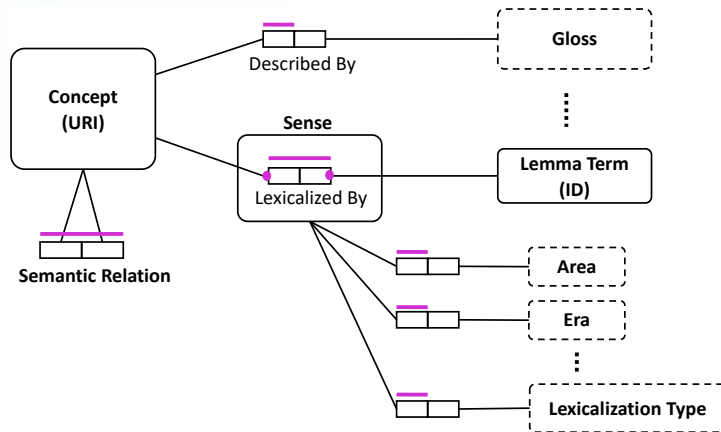 Gloss
Described By
Concept
(URI)
Sense
Lexicalized By
Lemma Term
(ID)
Semantic Relation
Area
Era
Lexicalization Type